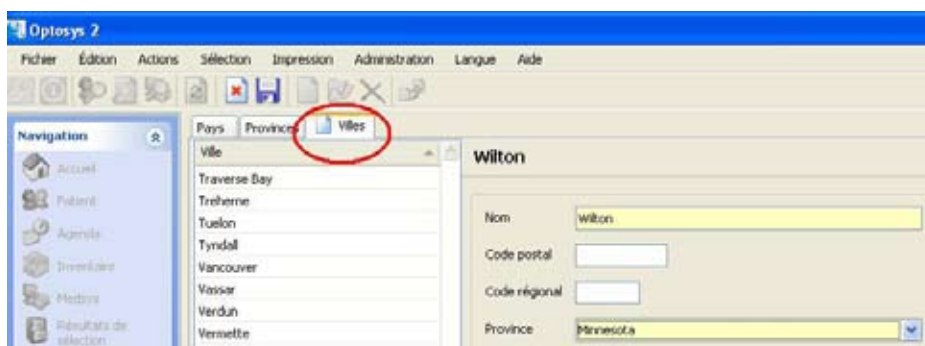 Optosys 2
Fichier Édition Actions Sélection Impression Administration Langue Aide
Navigation
Accueil
Patient
Agenda
Inventaire
Métriys
Résultats de
sélection
Pays Provinces Villes
Ville
Traverse Bay
Treherne
Tuelon
Tyndall
Vancouver
Vassar
Verdun
Vermette
Wilton
Nom Wilton
Code postal
Code régional
Province Minnesota